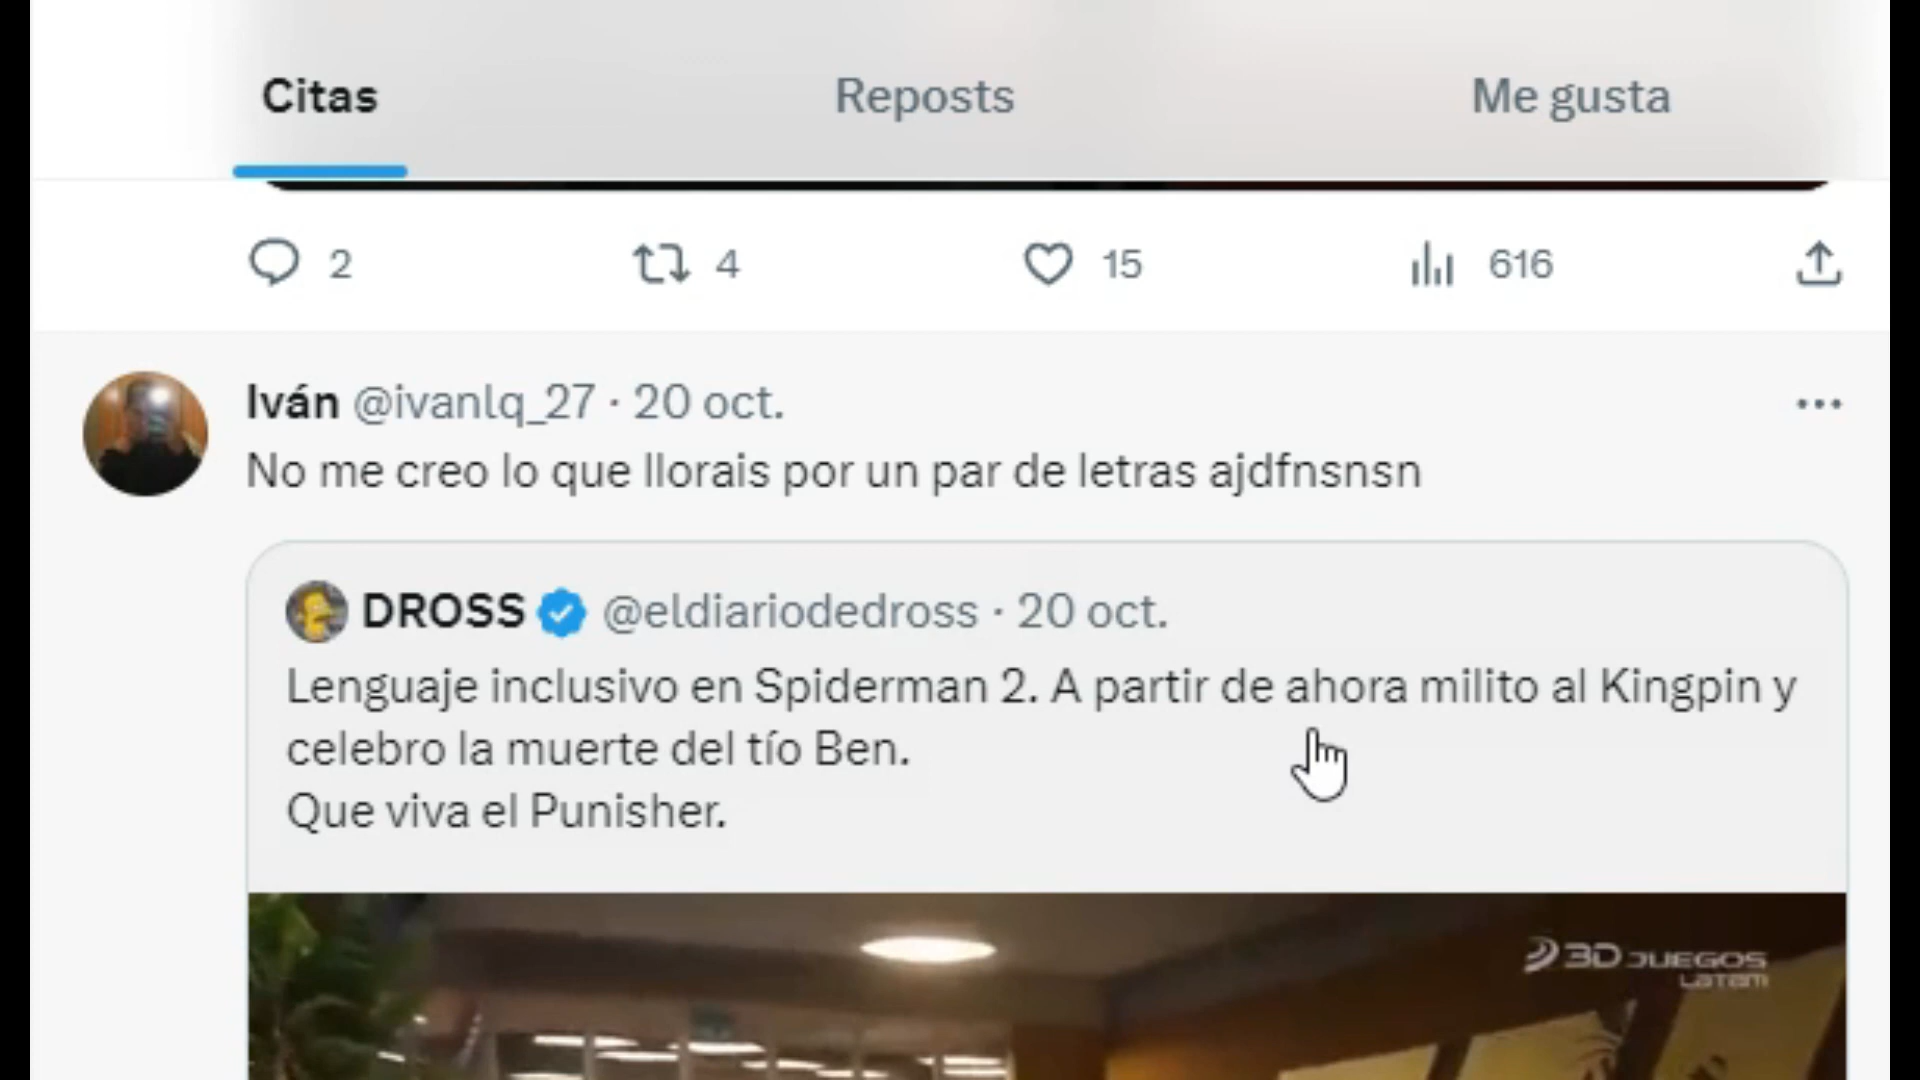 Citas Reposts Me gusta
2 4 15 616
Iván @ivanlq_27 · 20 oct.
No me creo lo que llorais por un par de letras ajdfnsnsn
DROSS @eldiariodedross · 20 oct.
Lenguaje inclusivo en Spiderman 2. A partir de ahora milito al Kingpin y
celebro la muerte del tío Ben.
Que viva el Punisher.
3DJUEGOS
LATAM